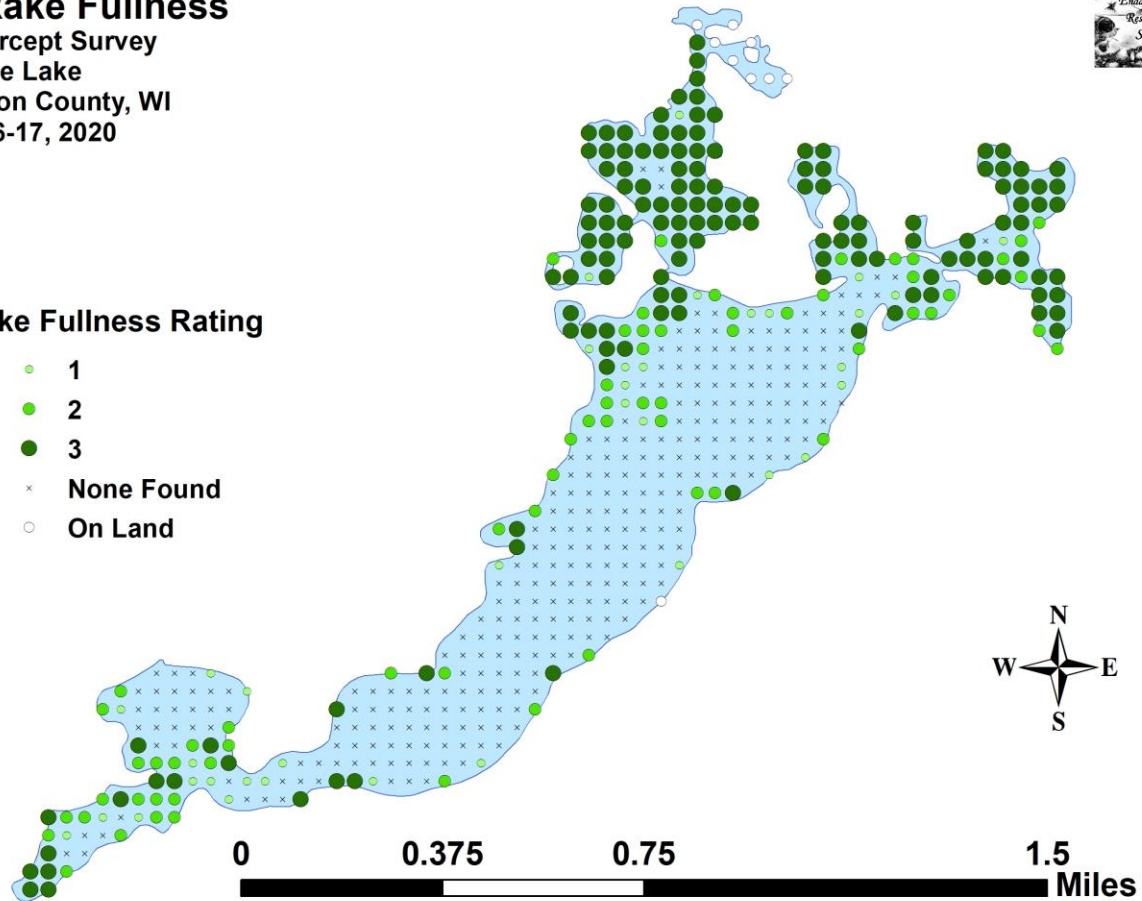 Rake Fullness
rcept Survey
e Lake
on County, WI
6-17, 2020
ke Fullness Rating
1
2
3
None Found
On Land
N
W E
S
0 0.375 0.75 1.5
Miles